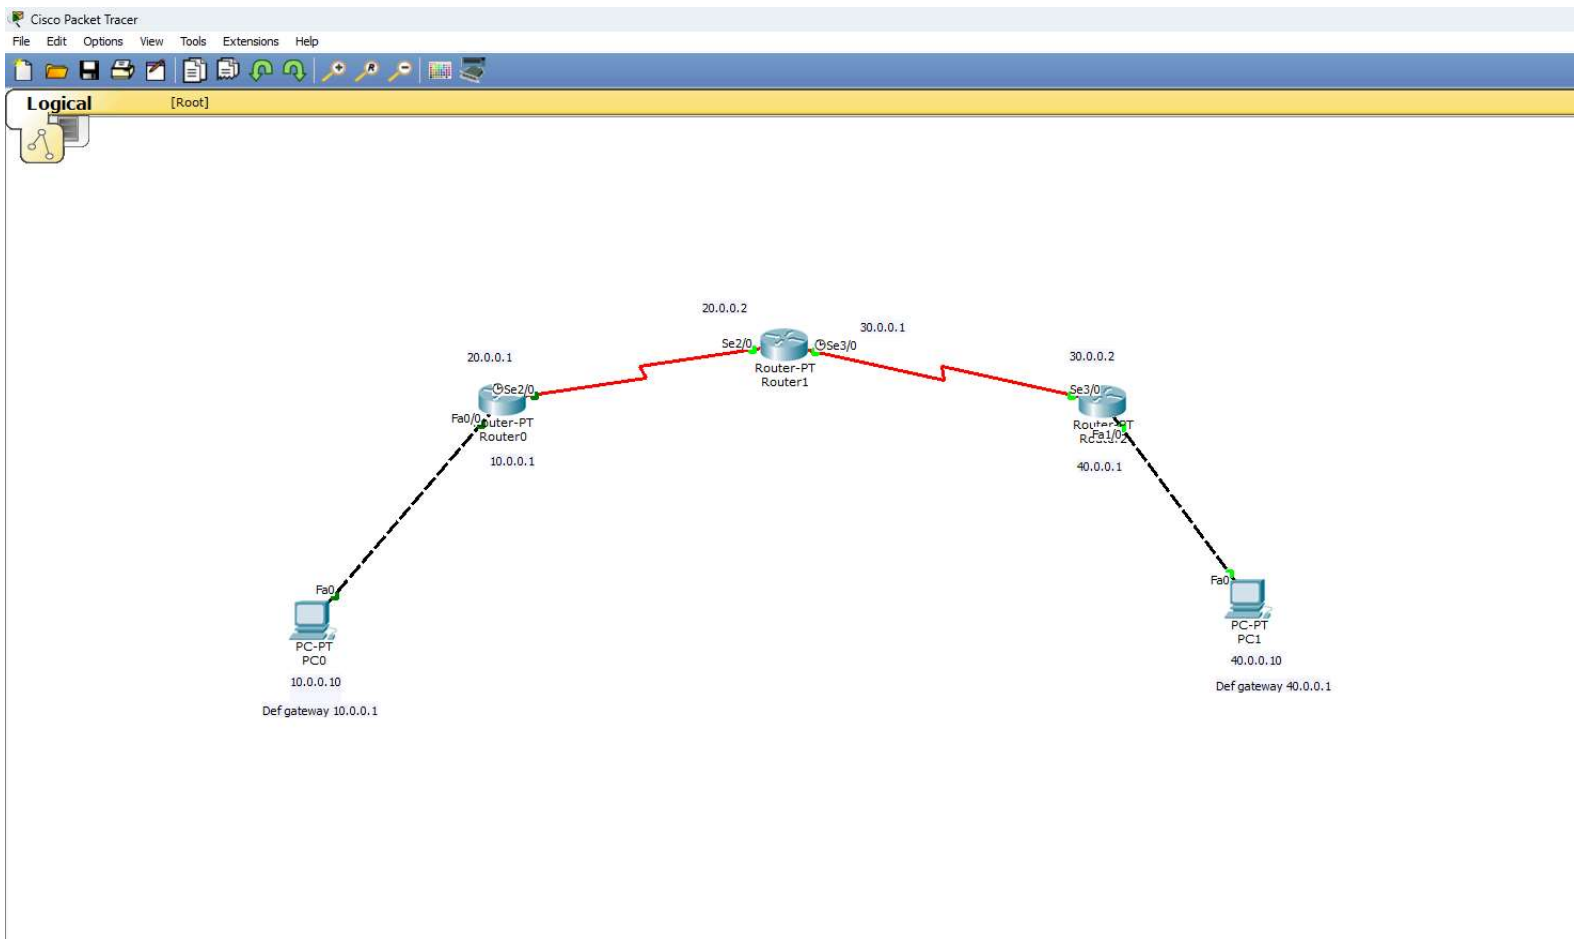 Cisco Packet Tracer
File Edit Options View Tools Extensions Help
Logical [Root]
20.0.0.2
30.0.0.1
Se2/0
Se3/0
20.0.0.1
Router-PT
Router1
30.0.0.2
Se2/0
Se3/0
Fa0/0
Router-PT
Router0
Router-PT
Fa1/0
10.0.0.1
40.0.0.1
Fa0
Fa0
PC-PT
PC0
PC-PT
PC1
10.0.0.10
40.0.0.10
Def gateway 10.0.0.1
Def gateway 40.0.0.1